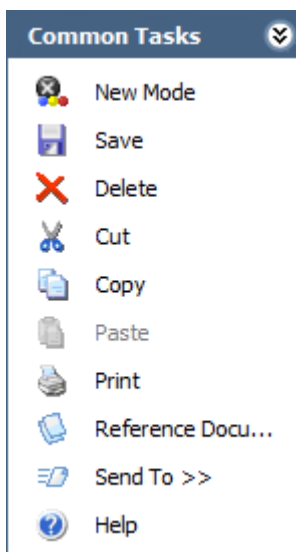 Common Tasks
New Mode
Save
Delete
Cut
Copy
Paste
Print
Reference Docu...
Send To >>
Help